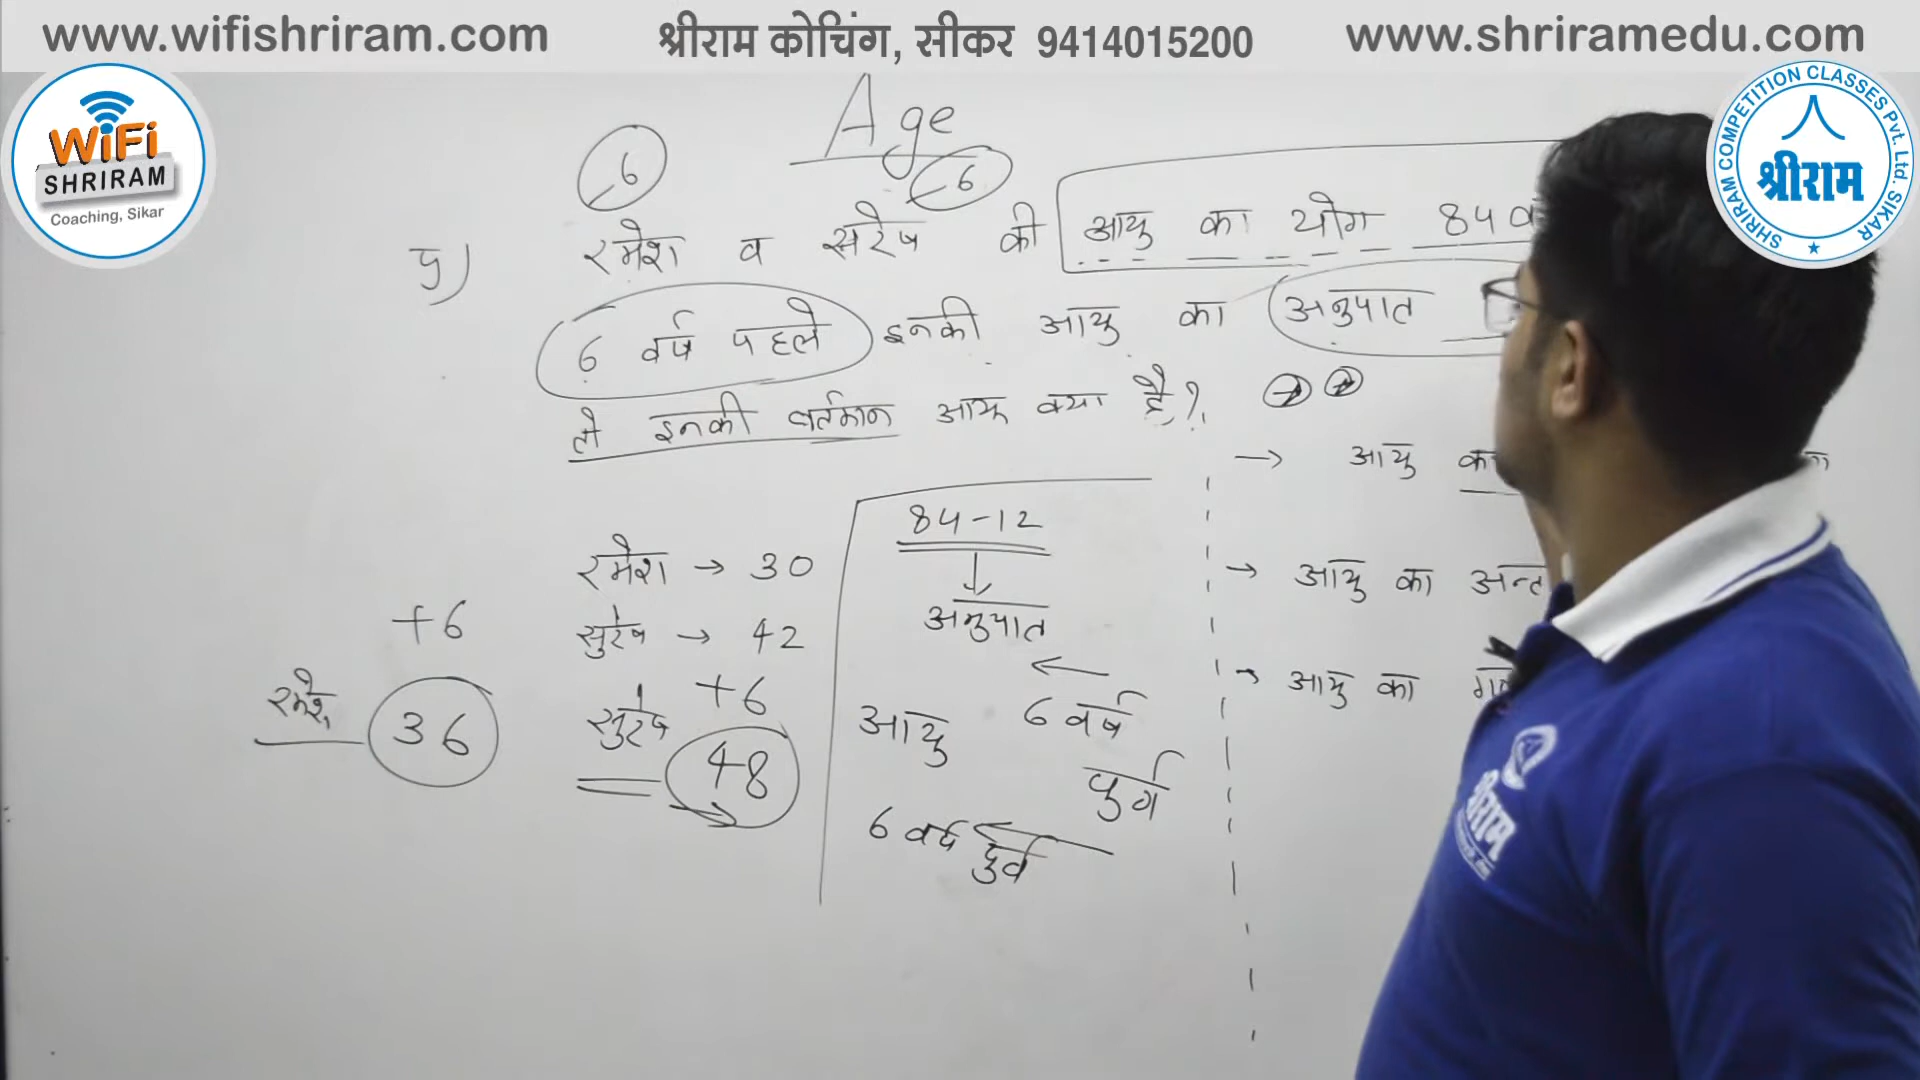 www.wifishriram.com
श्रीराम कोचिंग, सीकर 9414015200
www.shriramedu.com
WiFi
SHRIRAM
Coaching, Sikar
SHRIRAM COMPETITION CLASSES Pvt. Ltd. SIKAR
श्रीराम
Age
-6
-6
रमेश व सुरेष की आयु का योग 84 व
6 वर्ष पहले इनकी आयु का अनुपात
तो इनकी वर्तमान आयु क्या है?
→ आयु का
→ आयु का अन्त
→ आयु का
84-12
↓
अनुपात
←
आयु 6 वर्ष
पुर्ग
6 वर्ष पुर्व
रमेश → 30
सुरेष → 42
+6
रमेश 36
+6
सुरेष 48
श्रीराम